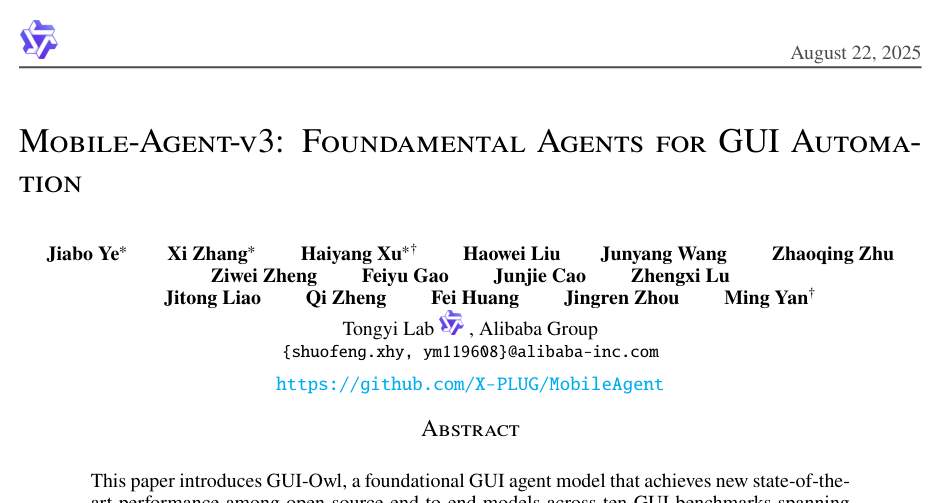 August 22, 2025
Mobile-Agent-v3: Foundamental Agents for GUI Automa-
tion
Jiabo Ye* Xi Zhang* Haiyang Xu*† Haowei Liu Junyang Wang Zhaoqing Zhu
Ziwei Zheng Feiyu Gao Junjie Cao Zhengxi Lu
Jitong Liao Qi Zheng Fei Huang Jingren Zhou Ming Yan†
Tongyi Lab , Alibaba Group
{shuofeng.xhy, ym119608}@alibaba-inc.com
https://github.com/X-PLUG/MobileAgent
Abstract
This paper introduces GUI-Owl, a foundational GUI agent model that achieves new state-of-the-
art performance among open-source end-to-end models across ten GUI benchmarks spanning